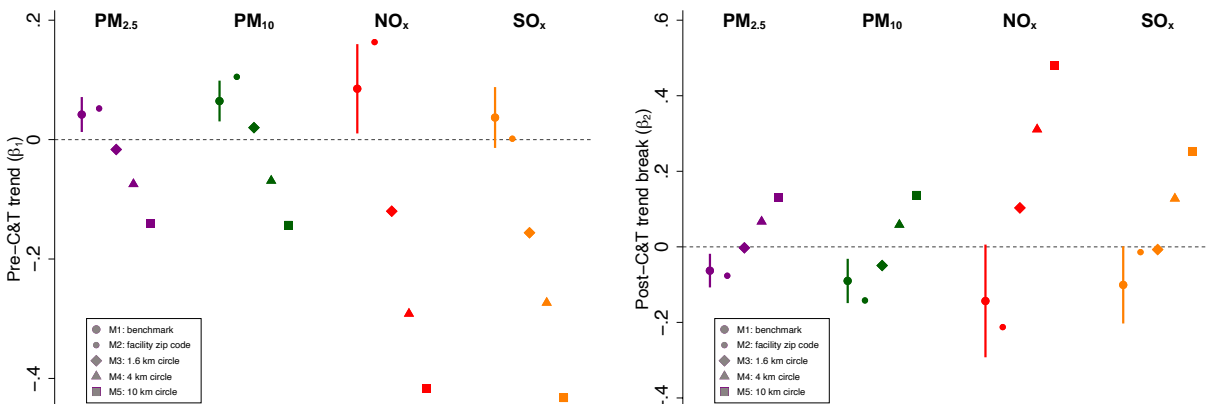 PM2.5 PM10 NOx SOx
Pre−C&T trend (β1)
.2
0
−.2
−.4
M1: benchmark
M2: facility zip code
M3: 1.6 km circle
M4: 4 km circle
M5: 10 km circle
PM2.5 PM10 NOx SOx
Post−C&T trend break (β2)
.6
.4
.2
0
−.2
−.4
M1: benchmark
M2: facility zip code
M3: 1.6 km circle
M4: 4 km circle
M5: 10 km circle